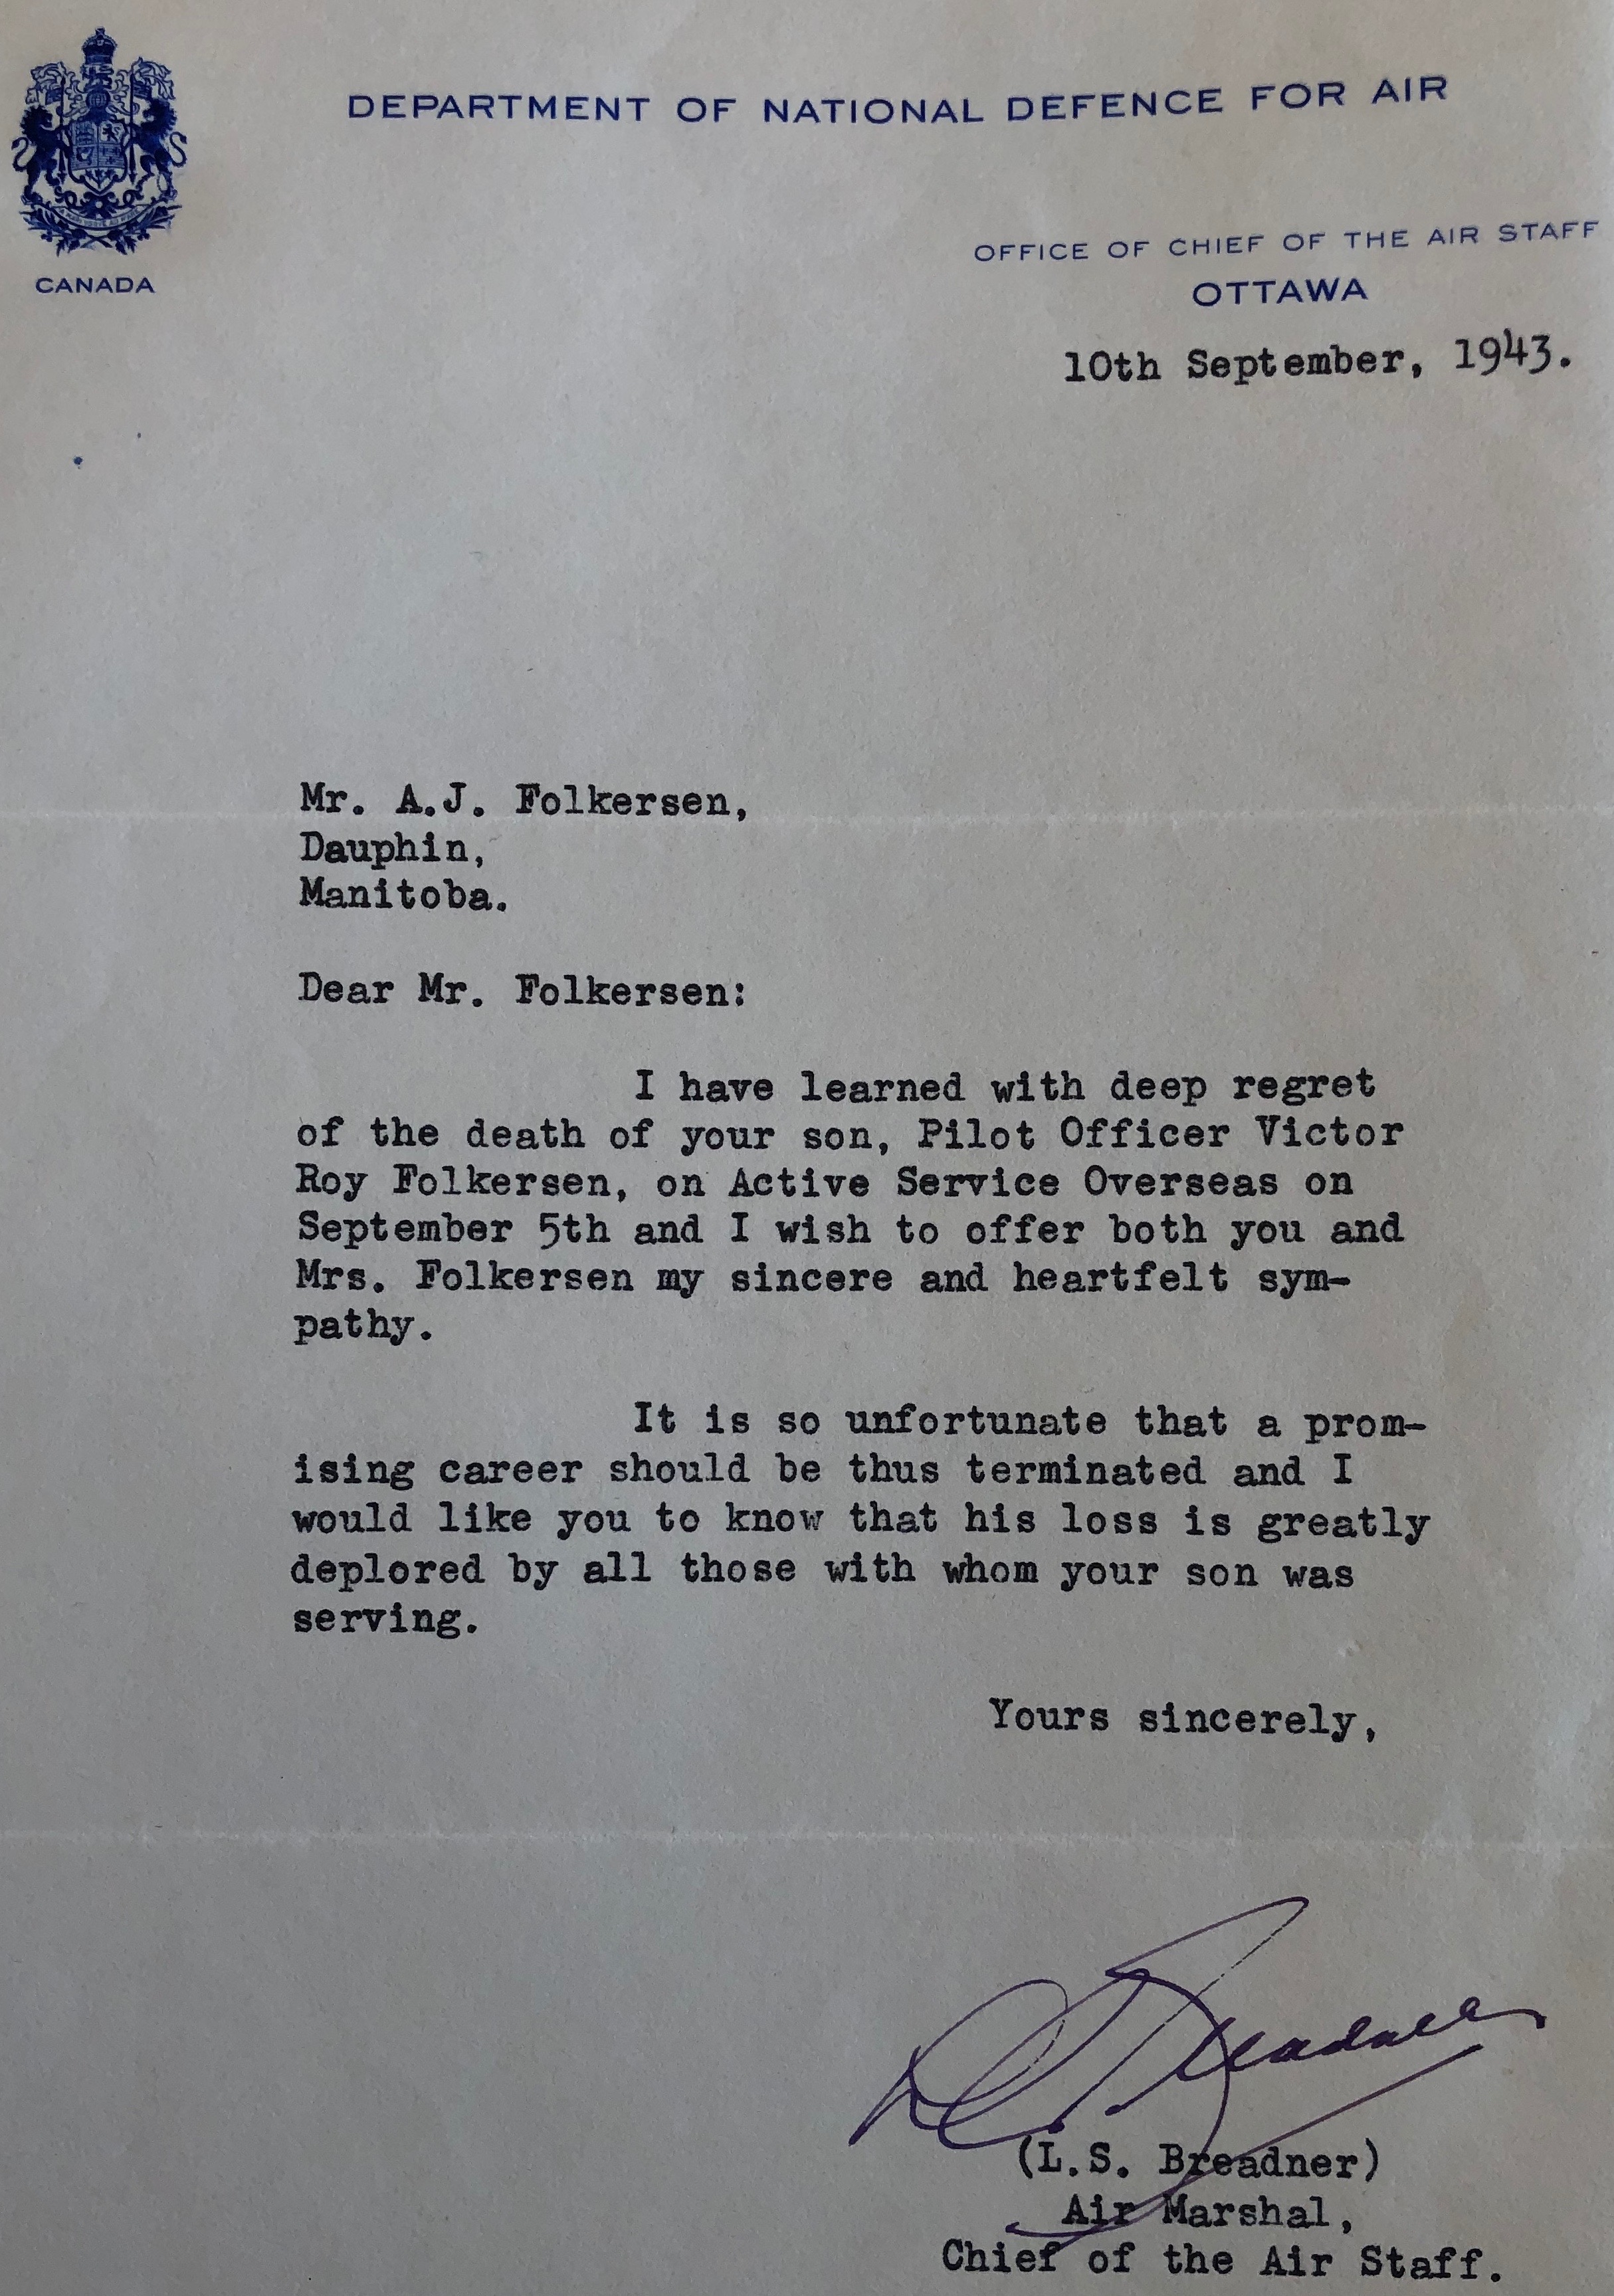 DEPARTMENT OF NATIONAL DEFENCE FOR AIR
CANADA
OFFICE OF CHIEF OF THE AIR STAFF
OTTAWA
10th September, 1943.
Mr. A.J. Folkersen,
Dauphin,
Manitoba.
Dear Mr. Folkersen:
I have learned with deep regret
of the death of your son, Pilot Officer Victor
Roy Folkersen, on Active Service Overseas on
September 5th and I wish to offer both you and
Mrs. Folkersen my sincere and heartfelt sym-
pathy.
It is so unfortunate that a prom-
ising career should be thus terminated and I
would like you to know that his loss is greatly
deplored by all those with whom your son was
serving.
Yours sincerely,
L.S. Breadner
(L.S. Breadner)
Air Marshal,
Chief of the Air Staff.